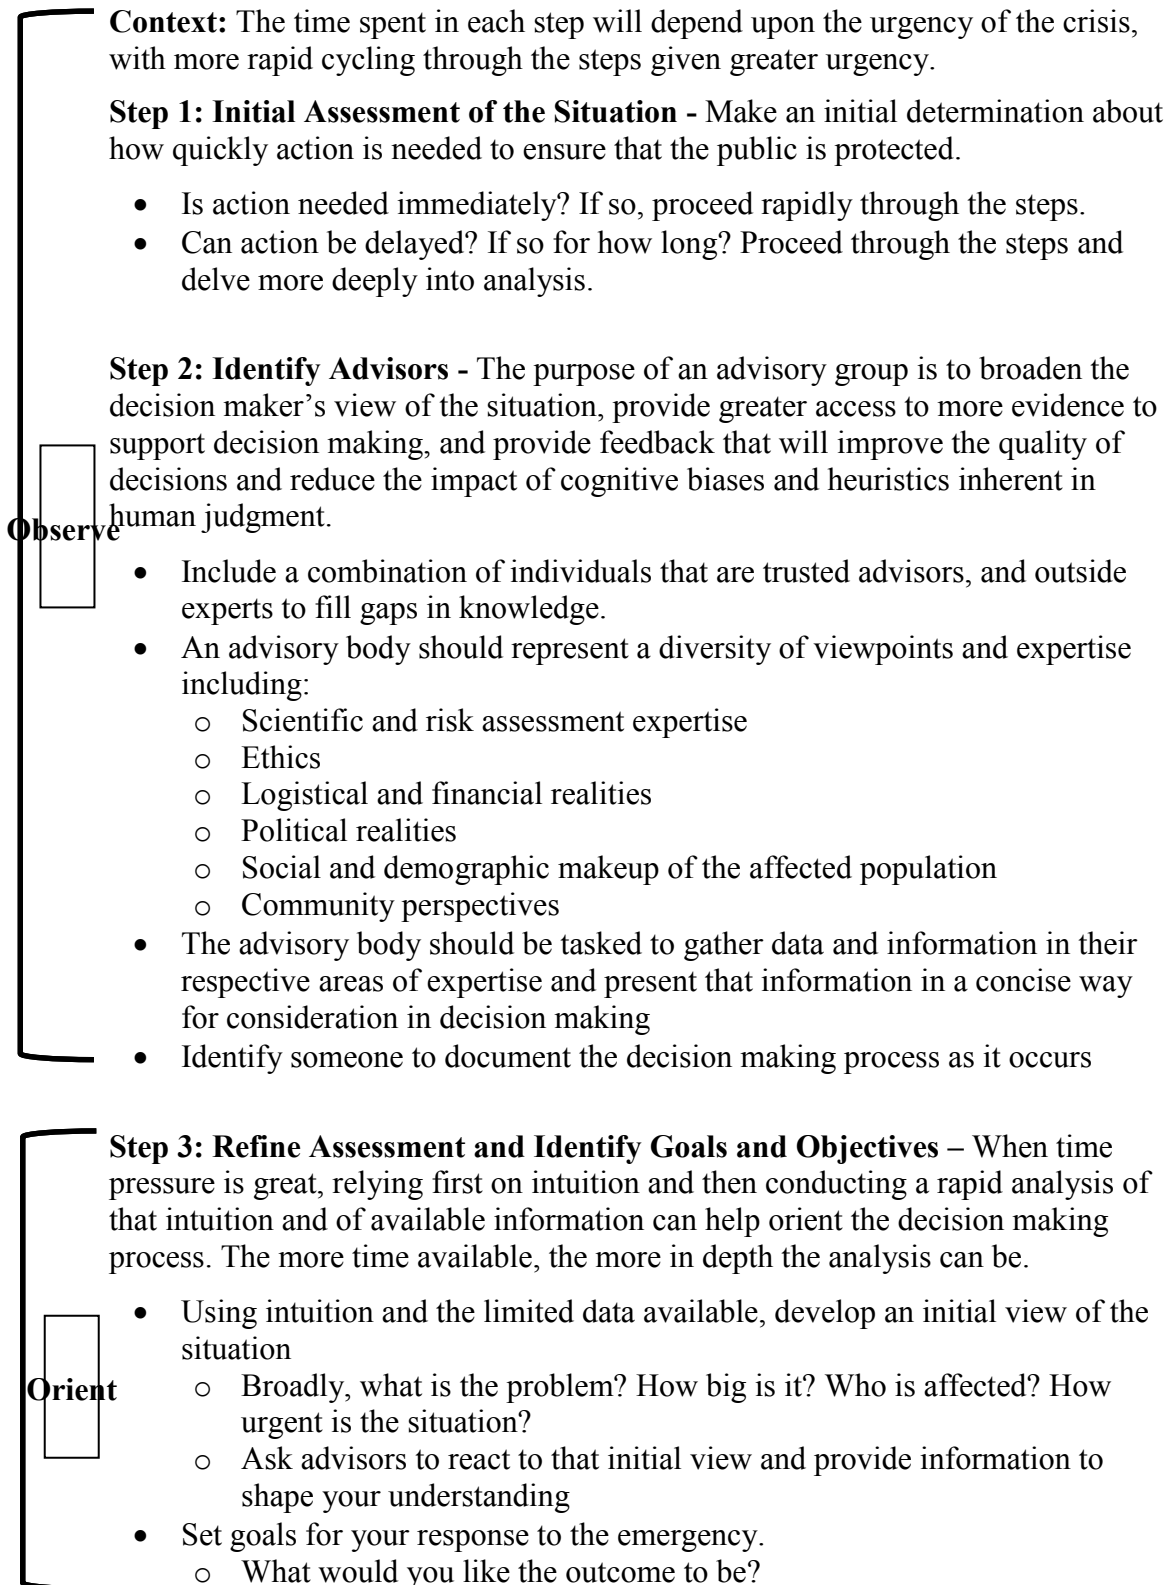 Context: The time spent in each step will depend upon the urgency of the crisis,
with more rapid cycling through the steps given greater urgency.
Step 1: Initial Assessment of the Situation - Make an initial determination about
how quickly action is needed to ensure that the public is protected.
• Is action needed immediately? If so, proceed rapidly through the steps.
• Can action be delayed? If so for how long? Proceed through the steps and
delve more deeply into analysis.
Step 2: Identify Advisors - The purpose of an advisory group is to broaden the
decision maker’s view of the situation, provide greater access to more evidence to
support decision making, and provide feedback that will improve the quality of
decisions and reduce the impact of cognitive biases and heuristics inherent in
human judgment.
Observe
• Include a combination of individuals that are trusted advisors, and outside
experts to fill gaps in knowledge.
• An advisory body should represent a diversity of viewpoints and expertise
including:
o Scientific and risk assessment expertise
o Ethics
o Logistical and financial realities
o Political realities
o Social and demographic makeup of the affected population
o Community perspectives
• The advisory body should be tasked to gather data and information in their
respective areas of expertise and present that information in a concise way
for consideration in decision making
• Identify someone to document the decision making process as it occurs
Step 3: Refine Assessment and Identify Goals and Objectives – When time
pressure is great, relying first on intuition and then conducting a rapid analysis of
that intuition and of available information can help orient the decision making
process. The more time available, the more in depth the analysis can be.
• Using intuition and the limited data available, develop an initial view of the
situation
Orient
o Broadly, what is the problem? How big is it? Who is affected? How
urgent is the situation?
o Ask advisors to react to that initial view and provide information to
shape your understanding
• Set goals for your response to the emergency.
o What would you like the outcome to be?